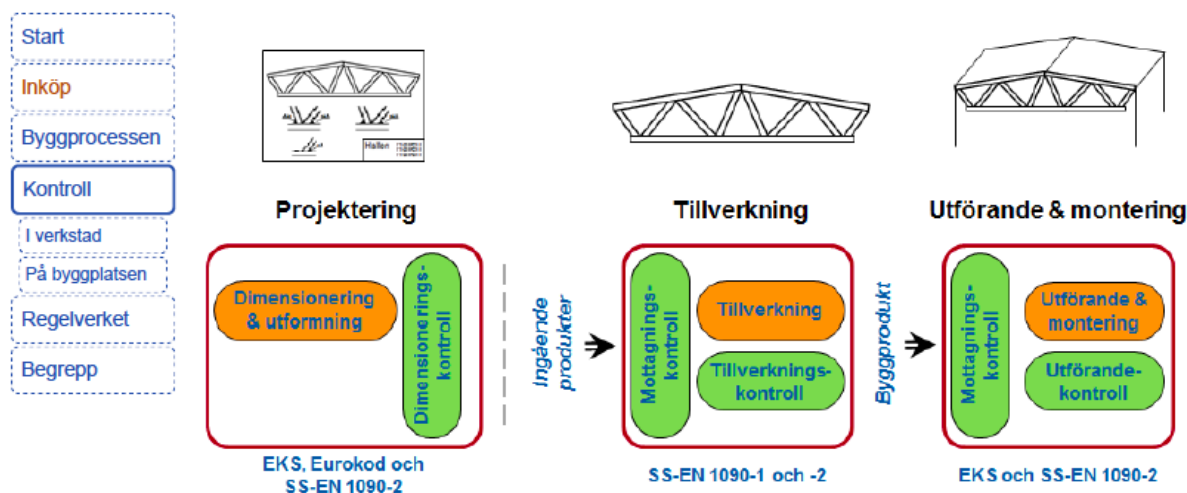 Start
Inköp
Byggprocessen
Kontroll
I verkstad
På byggplatsen
Regelverket
Begrepp
Hallen
Projektering
Dimensionering
& utformning
Dimensionerings-
kontroll
EKS, Eurokod och
SS-EN 1090-2
Ingående
produkter
Tillverkning
Mottagnings-
kontroll
Tillverkning
Tillverknings-
kontroll
SS-EN 1090-1 och -2
Byggprodukt
Utförande & montering
Mottagnings-
kontroll
Utförande &
montering
Utförande-
kontroll
EKS och SS-EN 1090-2